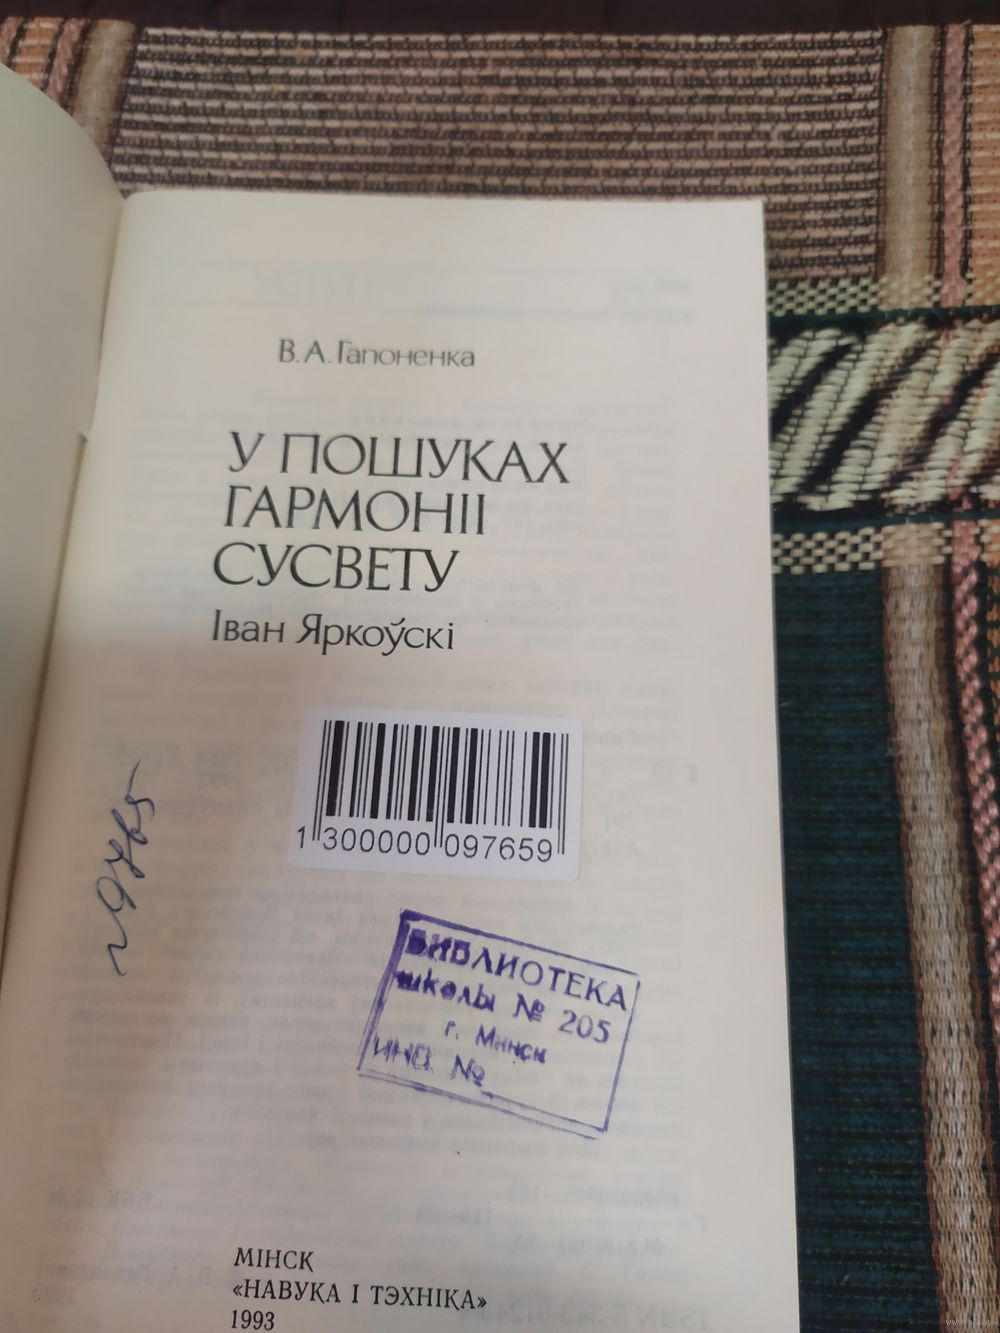 В. А. Гапоненка
У ПОШУКАХ
ГАРМОНІІ
СУСВЕТУ
Іван Яркоўскі
1 300000 097659
г 9765
БИБЛИОТЕКА
школы № 205
г. Минск
ИНВ. №
МІНСК
«НАВУКА І ТЭХНІКА»
1993